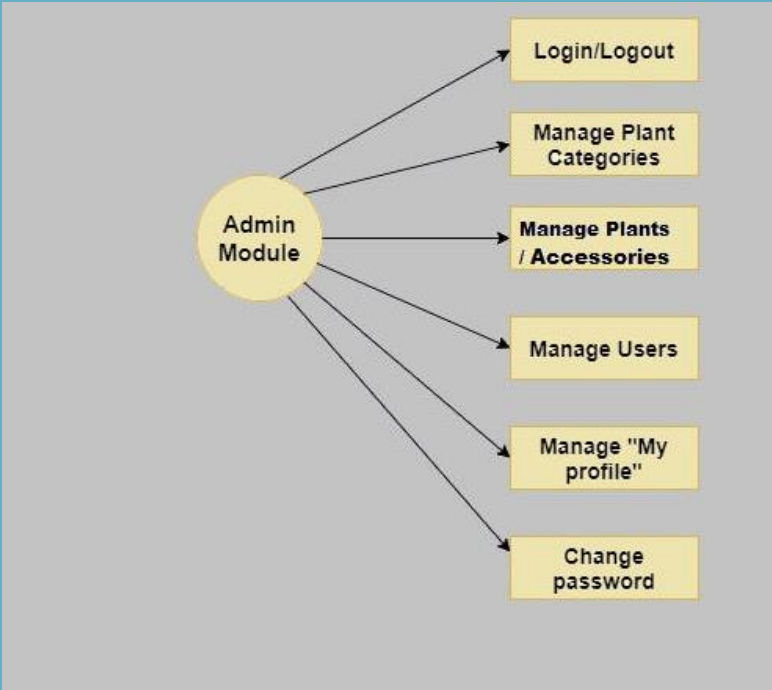 Login/Logout
Manage Plant
Categories
Admin
Module
Manage Plants
/ Accessories
Manage Users
Manage "My
profile"
Change
password